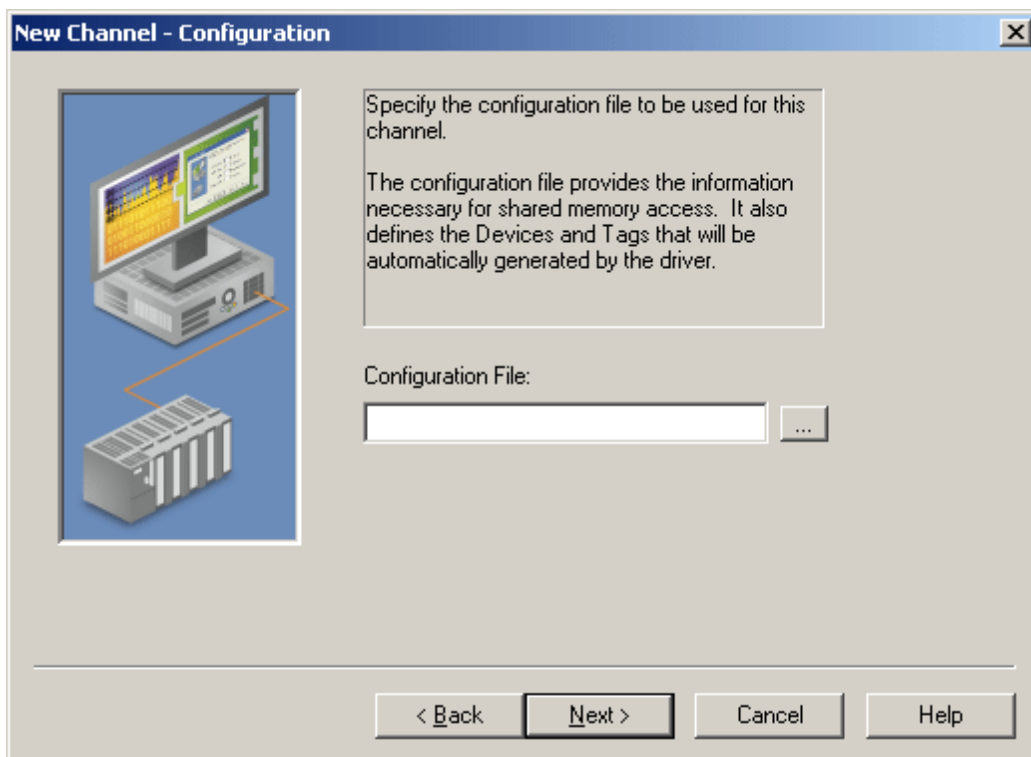 New Channel - Configuration
Specify the configuration file to be used for this
channel.
The configuration file provides the information
necessary for shared memory access.  It also
defines the Devices and Tags that will be
automatically generated by the driver.
Configuration File:
...
< Back
Next >
Cancel
Help